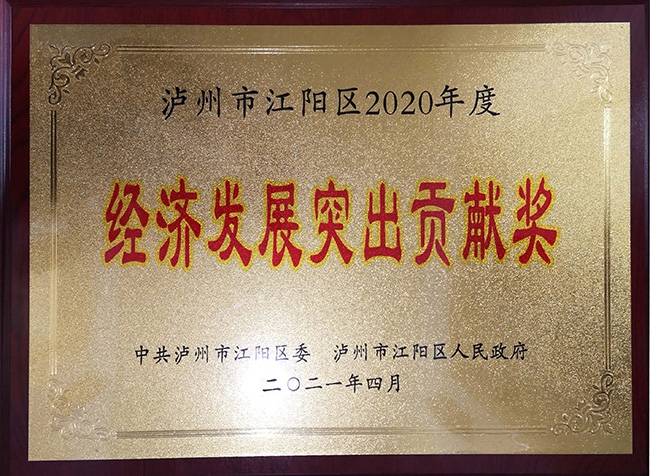 泸州市江阳区2020年度
经济发展突出贡献奖
中共泸州市江阳区委 泸州市江阳区人民政府
二〇二一年四月